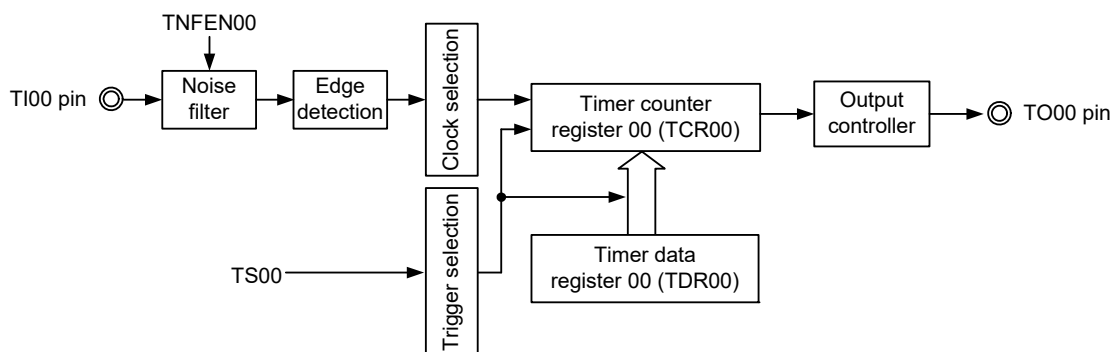 TNFEN00
TI00 pin
Noise
filter
Edge
detection
Clock selection
Timer counter
register 00 (TCR00)
Output
controller
TO00 pin
TS00
Trigger selection
Timer data
register 00 (TDR00)